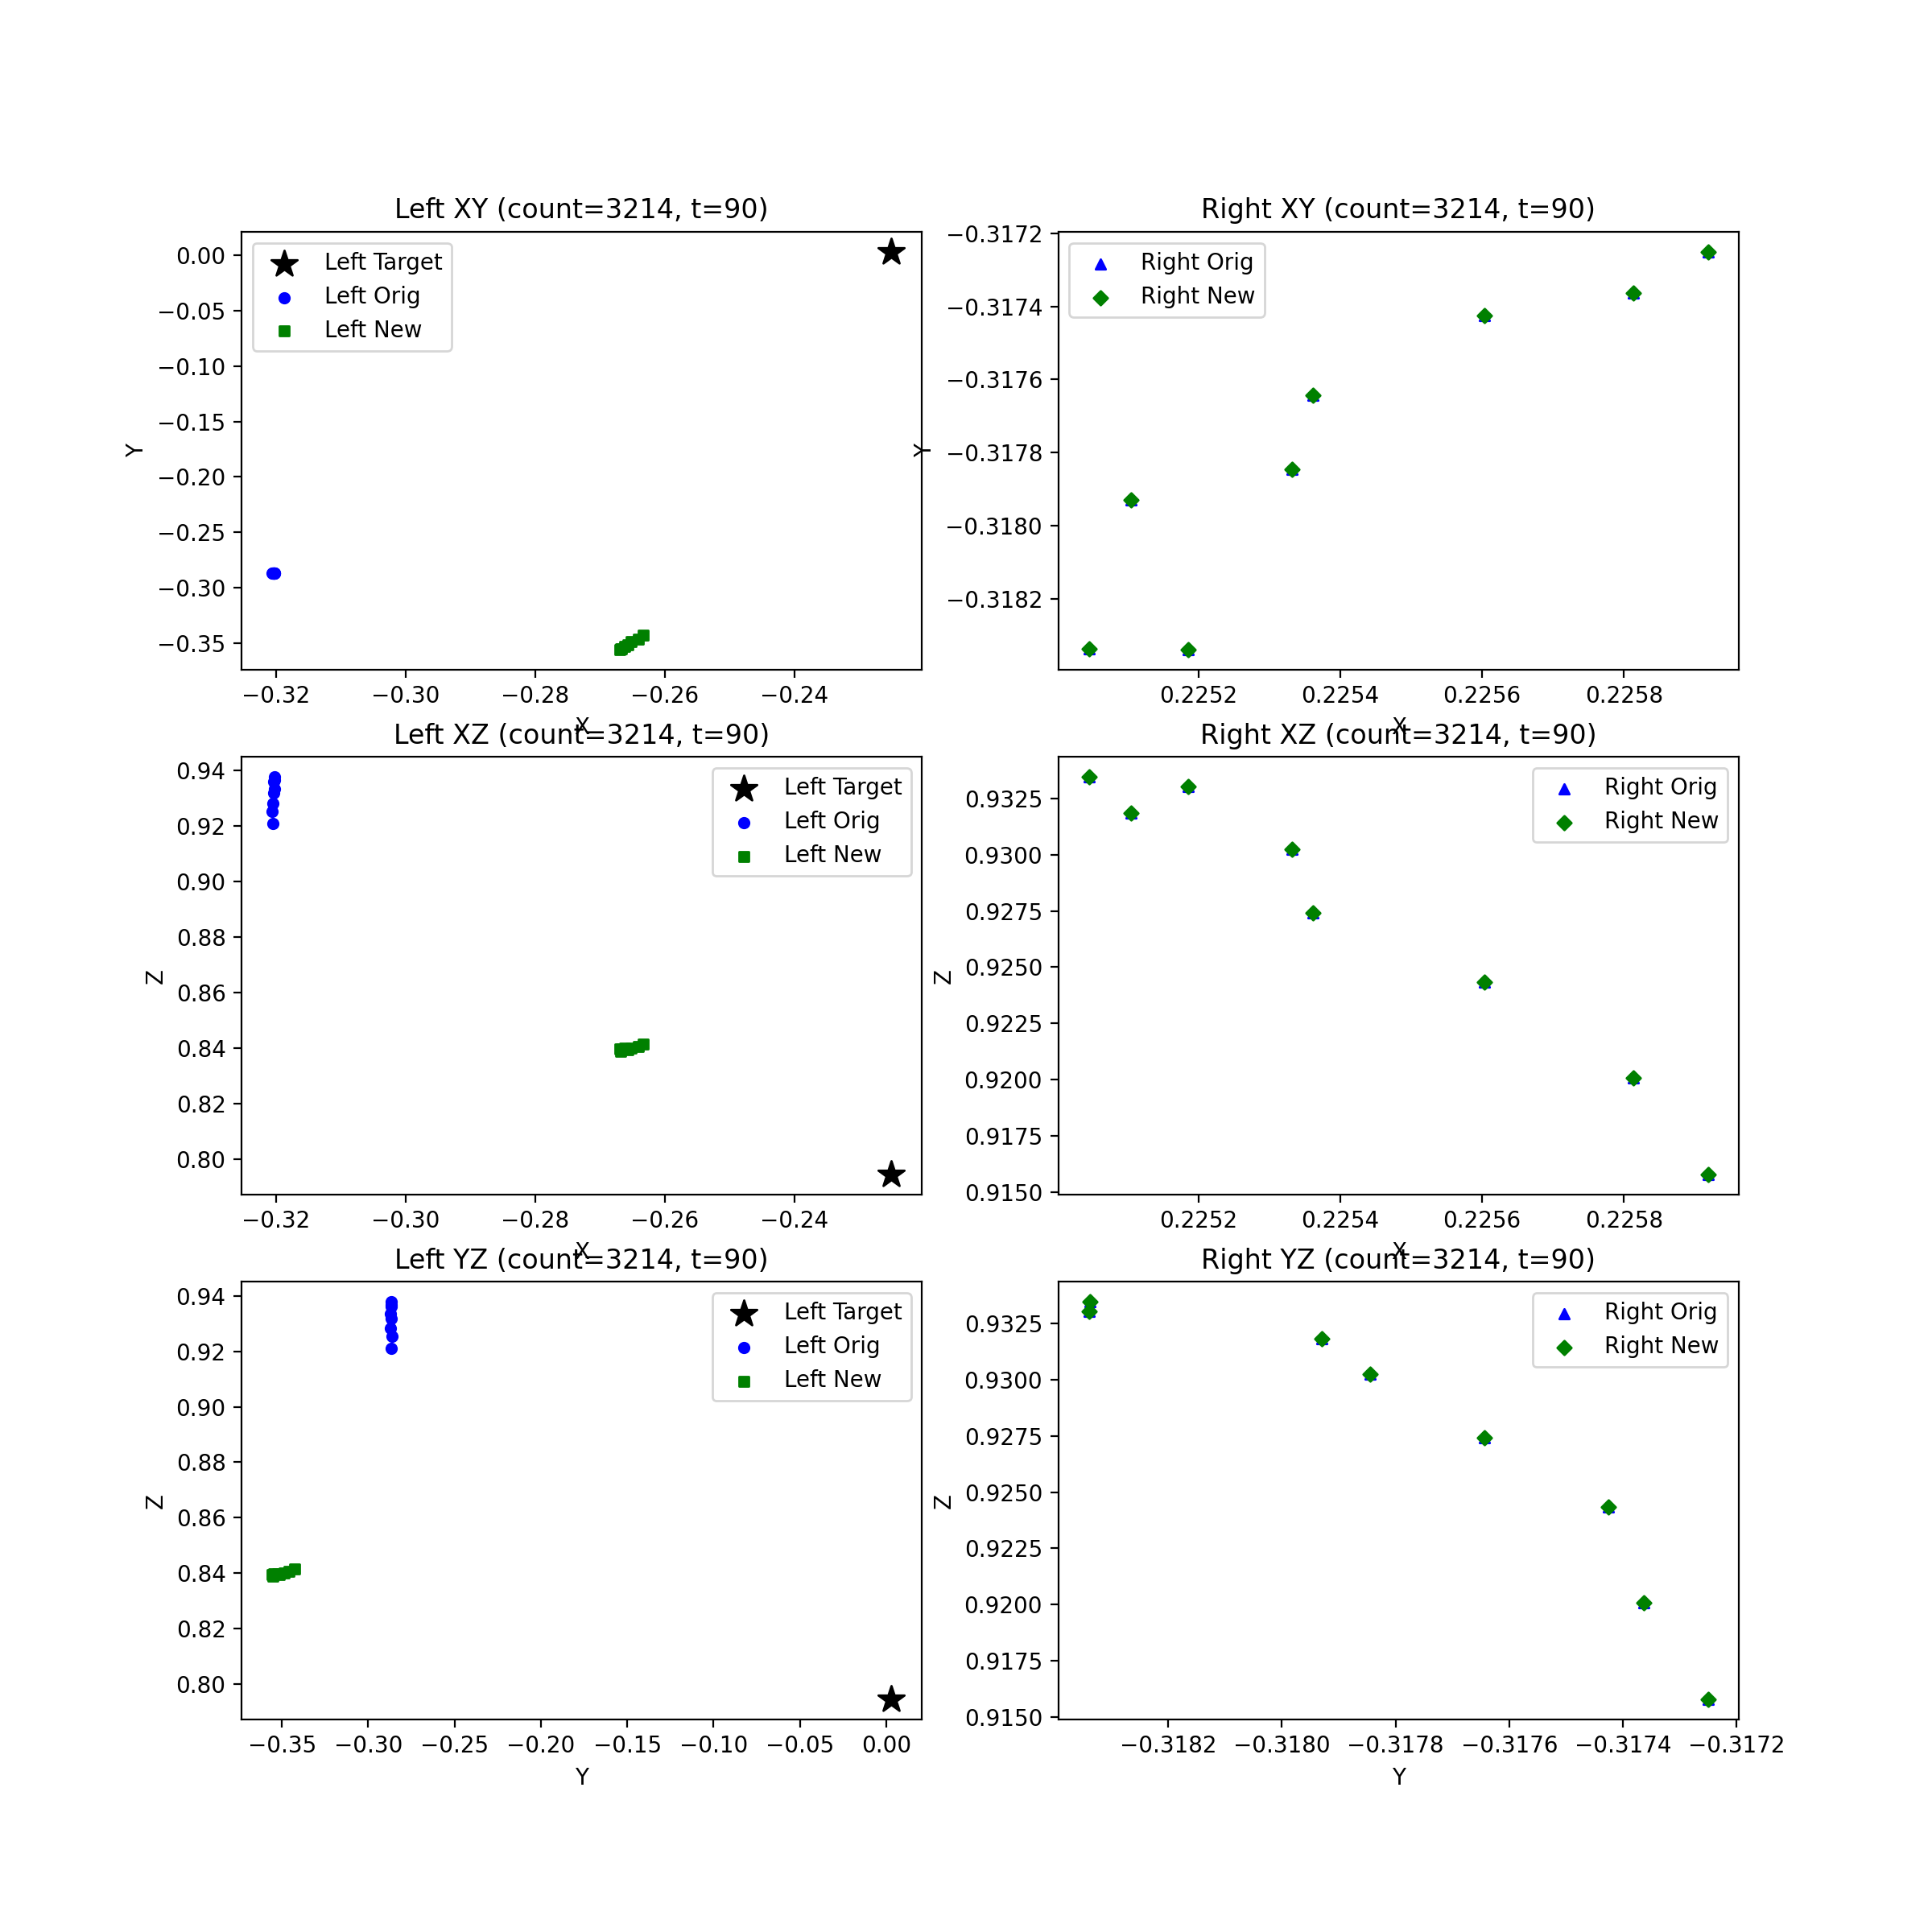 Left XY (count=3214, t=90)
Y
0.00
−0.05
−0.10
−0.15
−0.20
−0.25
−0.30
−0.35
Left Target
Left Orig
Left New
−0.32
−0.30
−0.28
−0.26
−0.24
X
Right XY (count=3214, t=90)
Y
−0.3172
−0.3174
−0.3176
−0.3178
−0.3180
−0.3182
Right Orig
Right New
0.2252
0.2254
0.2256
0.2258
X
Left XZ (count=3214, t=90)
Z
0.94
0.92
0.90
0.88
0.86
0.84
0.82
0.80
Left Target
Left Orig
Left New
−0.32
−0.30
−0.28
−0.26
−0.24
X
Right XZ (count=3214, t=90)
Z
0.9325
0.9300
0.9275
0.9250
0.9225
0.9200
0.9175
0.9150
Right Orig
Right New
0.2252
0.2254
0.2256
0.2258
X
Left YZ (count=3214, t=90)
Z
0.94
0.92
0.90
0.88
0.86
0.84
0.82
0.80
Left Target
Left Orig
Left New
−0.35
−0.30
−0.25
−0.20
−0.15
−0.10
−0.05
0.00
Y
Right YZ (count=3214, t=90)
Z
0.9325
0.9300
0.9275
0.9250
0.9225
0.9200
0.9175
0.9150
Right Orig
Right New
−0.3182
−0.3180
−0.3178
−0.3176
−0.3174
−0.3172
Y